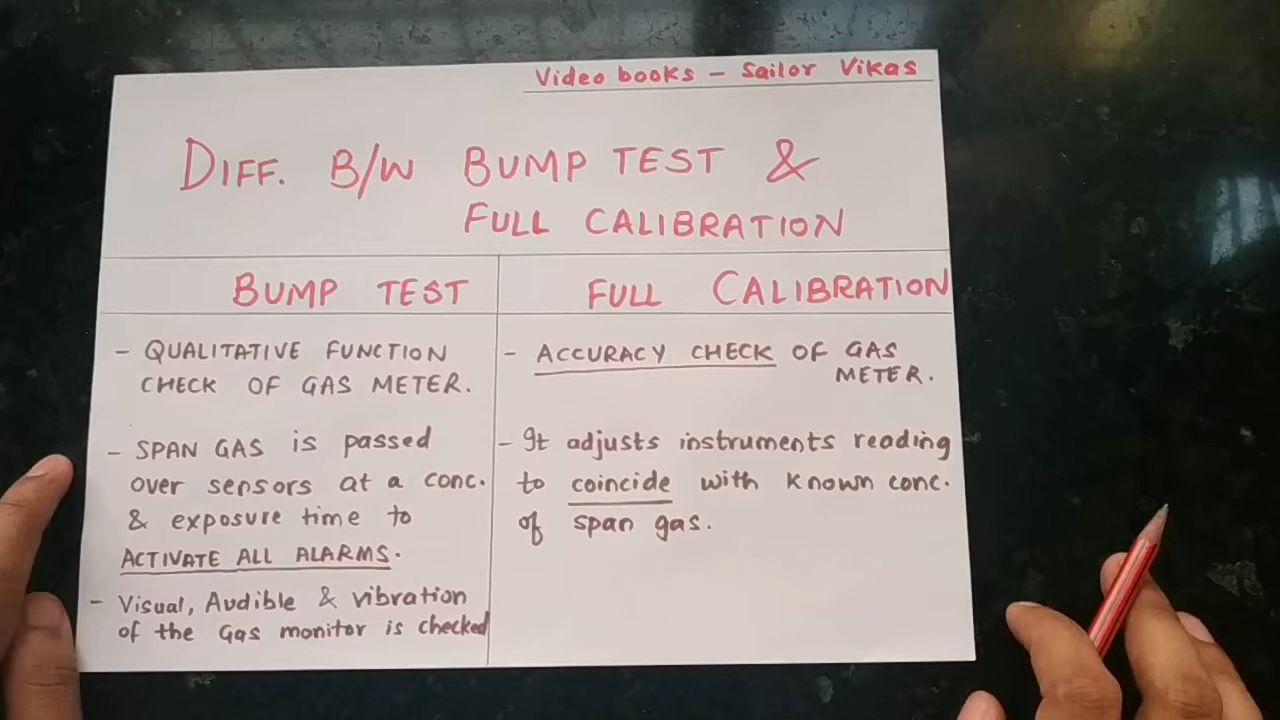 Video books - Sailor Vikas
DIFF. B/W BUMP TEST &
FULL CALIBRATION
BUMP TEST
- QUALITATIVE FUNCTION
CHECK OF GAS METER.
- SPAN GAS is passed
over sensors at a conc.
& exposure time to
ACTIVATE ALL ALARMS.
- Visual, Audible & vibration
of the Gas monitor is checked
FULL CALIBRATION
- ACCURACY CHECK OF GAS
METER.
- It adjusts instruments reading
to coincide with known conc.
of span gas.